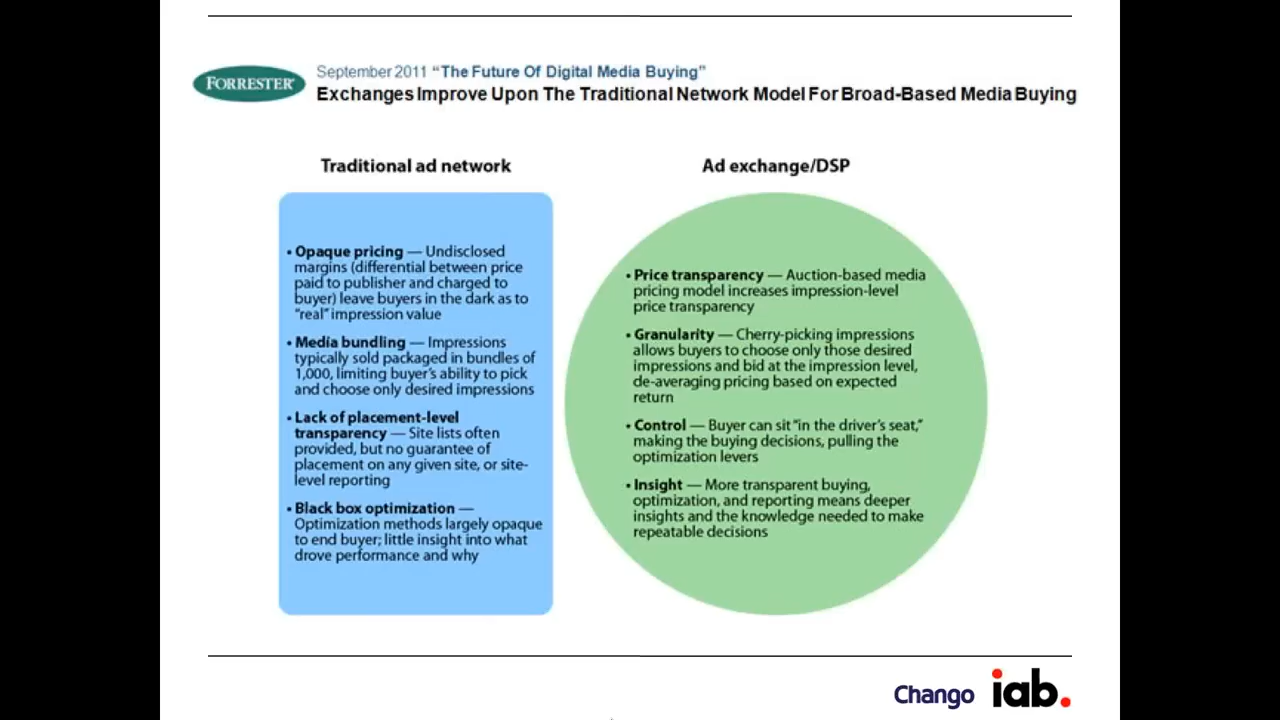 FORRESTER
September 2011 “The Future Of Digital Media Buying”
Exchanges Improve Upon The Traditional Network Model For Broad-Based Media Buying
Traditional ad network
• Opaque pricing — Undisclosed
margins (differential between price
paid to publisher and charged to
buyer) leave buyers in the dark as to
“real” impression value
• Media bundling — Impressions
typically sold packaged in bundles of
1,000, limiting buyer’s ability to pick
and choose only desired impressions
• Lack of placement-level
transparency — Site lists often
provided, but no guarantee of
placement on any given site, or site-
level reporting
• Black box optimization —
Optimization methods largely opaque
to end buyer; little insight into what
drove performance and why
Ad exchange/DSP
• Price transparency — Auction-based media
pricing model increases impression-level
price transparency
• Granularity — Cherry-picking impressions
allows buyers to choose only those desired
impressions and bid at the impression level,
de-averaging pricing based on expected
return
• Control — Buyer can sit “in the driver’s seat,”
making the buying decisions, pulling the
optimization levers
• Insight — More transparent buying,
optimization, and reporting means deeper
insights and the knowledge needed to make
repeatable decisions
Chango iab.